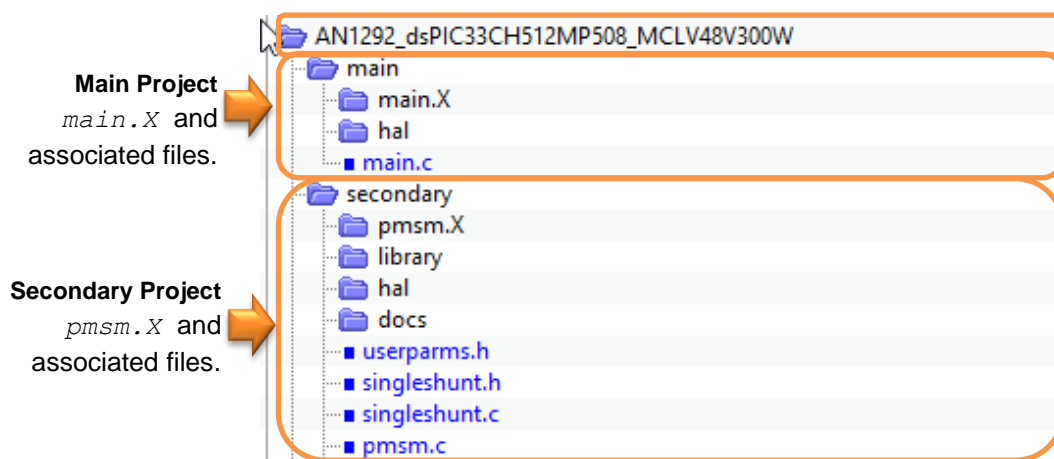 AN1292_dsPIC33CH512MP508_MCLV48V300W
Main Project
main.X and
associated files.
main
main.X
hal
main.c
Secondary Project
pmsm.X and
associated files.
secondary
pmsm.X
library
hal
docs
userparms.h
singleshunt.h
singleshunt.c
pmsm.c